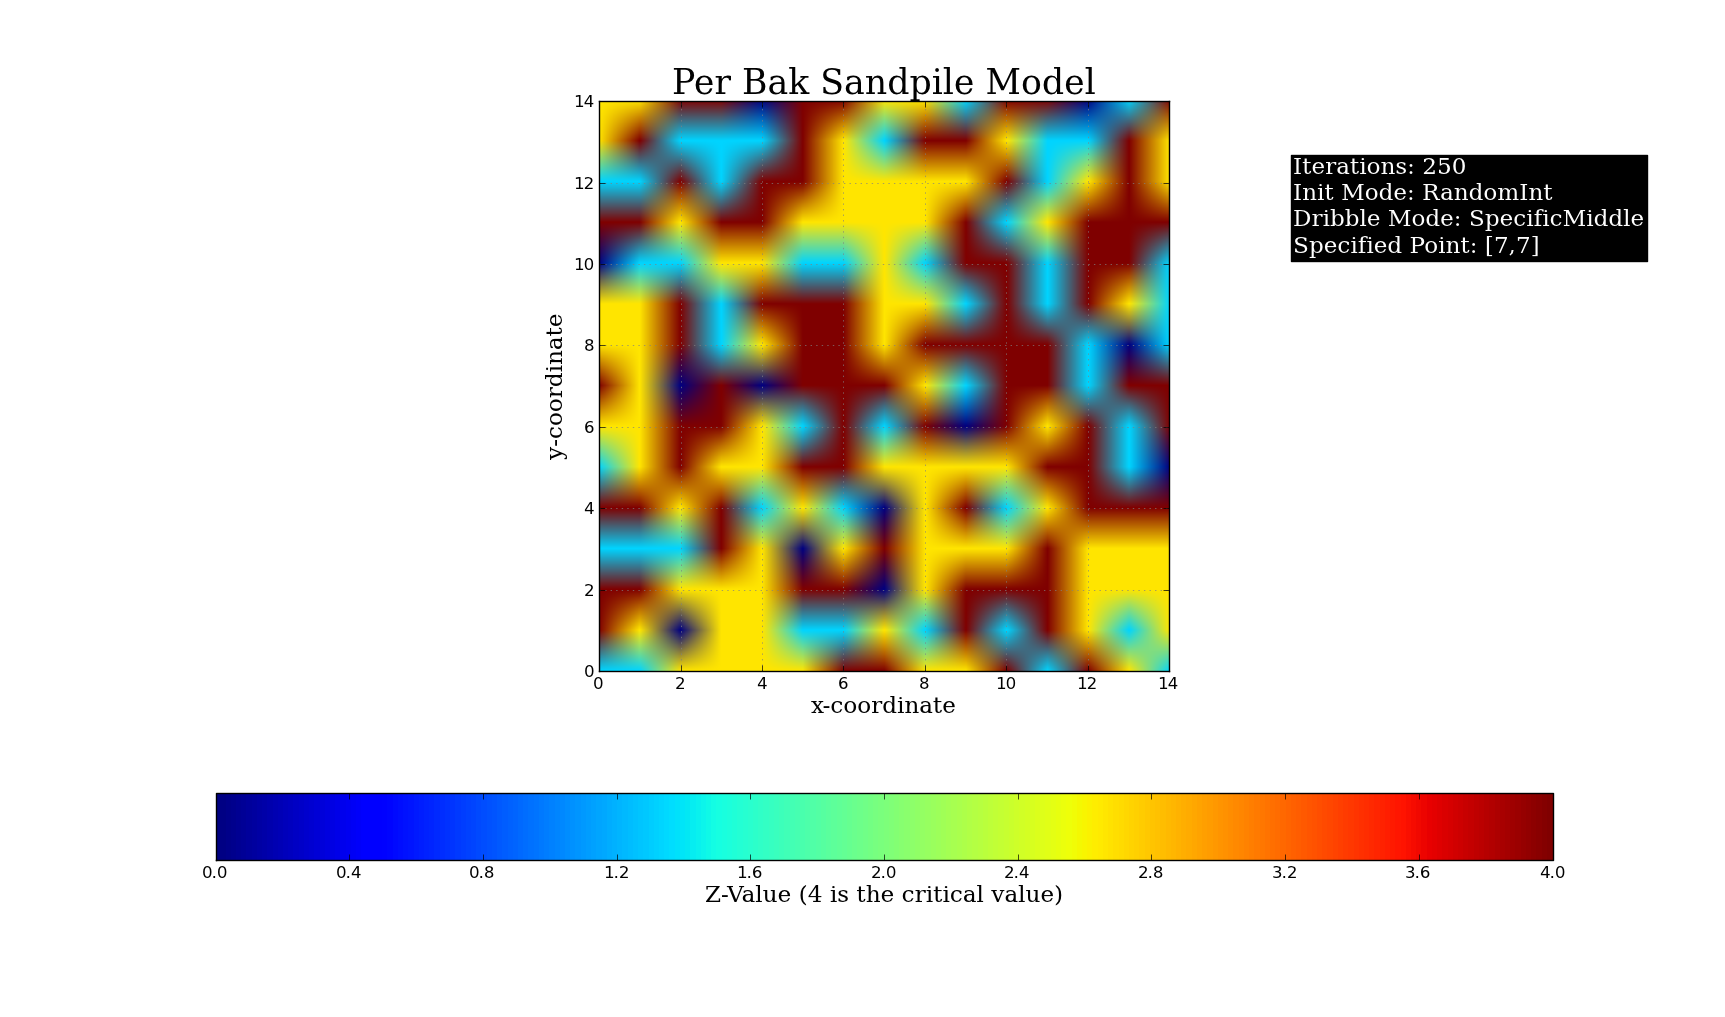 Per Bak Sandpile Model
14
12
10
8
6
4
2
0
y-coordinate
0 2 4 6 8 10 12 14
x-coordinate
Iterations: 250
Init Mode: RandomInt
Dribble Mode: SpecificMiddle
Specified Point: [7,7]
0.0 0.4 0.8 1.2 1.6 2.0 2.4 2.8 3.2 3.6 4.0
Z-Value (4 is the critical value)